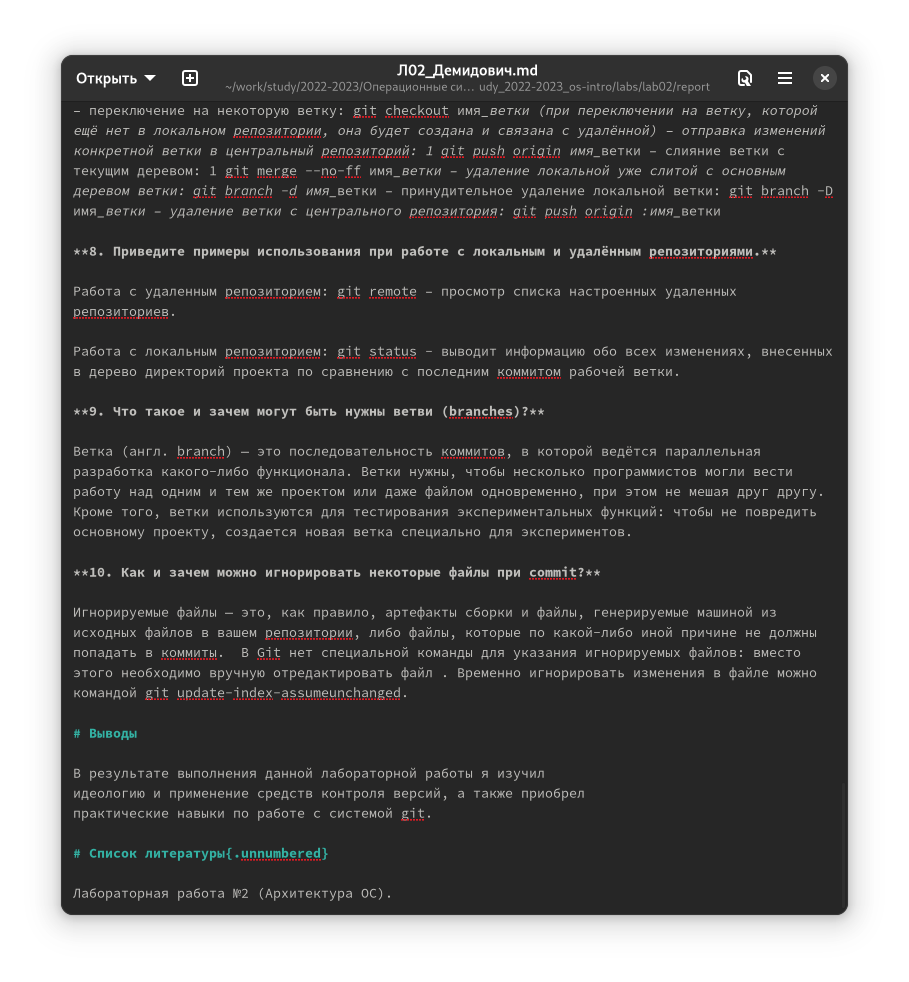 Открыть
Л02_Демидович.md
~/work/study/2022-2023/Операционные си… udy_2022-2023_os-intro/labs/lab02/report
– переключение на некоторую ветку: git checkout имя_ветки (при переключении на ветку, которой
ещё нет в локальном репозитории, она будет создана и связана с удалённой) – отправка изменений
конкретной ветки в центральный репозиторий: 1 git push origin имя_ветки – слияние ветки с
текущим деревом: 1 git merge --no-ff имя_ветки – удаление локальной уже слитой с основным
деревом ветки: git branch -d имя_ветки – принудительное удаление локальной ветки: git branch -D
имя_ветки – удаление ветки с центрального репозитория: git push origin :имя_ветки
**8. Приведите примеры использования при работе с локальным и удалённым репозиториями.**
Работа с удаленным репозиторием: git remote – просмотр списка настроенных удаленных
репозиториев.
Работа с локальным репозиторием: git status - выводит информацию обо всех изменениях, внесенных
в дерево директорий проекта по сравнению с последним коммитом рабочей ветки.
**9. Что такое и зачем могут быть нужны ветви (branches)?**
Ветка (англ. branch) — это последовательность коммитов, в которой ведётся параллельная
разработка какого-либо функционала. Ветки нужны, чтобы несколько программистов могли вести
работу над одним и тем же проектом или даже файлом одновременно, при этом не мешая друг другу.
Кроме того, ветки используются для тестирования экспериментальных функций: чтобы не повредить
основному проекту, создается новая ветка специально для экспериментов.
**10. Как и зачем можно игнорировать некоторые файлы при commit?**
Игнорируемые файлы — это, как правило, артефакты сборки и файлы, генерируемые машиной из
исходных файлов в вашем репозитории, либо файлы, которые по какой-либо иной причине не должны
попадать в коммиты.  В Git нет специальной команды для указания игнорируемых файлов: вместо
этого необходимо вручную отредактировать файл . Временно игнорировать изменения в файле можно
командой git update-index-assumeunchanged.
# Выводы
В результате выполнения данной лабораторной работы я изучил
идеологию и применение средств контроля версий, а также приобрел
практические навыки по работе с системой git.
# Список литературы{.unnumbered}
Лабораторная работа №2 (Архитектура ОС).